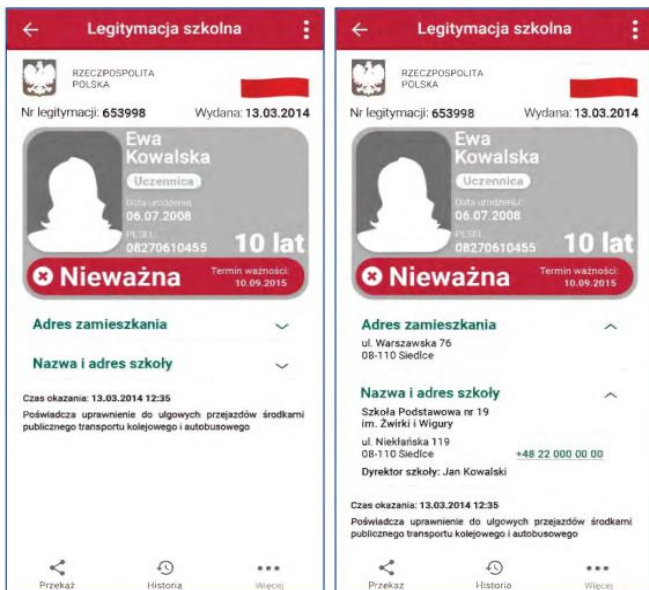 Legitymacja szkolna
RZECZPOSPOLITA
POLSKA
Nr legitymacji: 653998 Wydana: 13.03.2014
Ewa
Kowalska
Uczennica
Data urodzenia:
06.07.2008
PESEL:
08270610455 10 lat
Nieważna Termin ważności:
10.09.2015
Adres zamieszkania
Nazwa i adres szkoły
Czas okazania: 13.03.2014 12:35
Poświadcza uprawnienie do ulgowych przejazdów środkami
publicznego transportu kolejowego i autobusowego
Przekaż Historia Więcej
Legitymacja szkolna
RZECZPOSPOLITA
POLSKA
Nr legitymacji: 653998 Wydana: 13.03.2014
Ewa
Kowalska
Uczennica
Data urodzenia:
06.07.2008
PESEL:
08270610455 10 lat
Nieważna Termin ważności:
10.09.2015
Adres zamieszkania
ul. Warszawska 76
08-110 Siedlce
Nazwa i adres szkoły
Szkoła Podstawowa nr 19
im. Żwirki i Wigury
ul. Niekłańska 119
08-110 Siedlce +48 22 000 00 00
Dyrektor szkoły: Jan Kowalski
Czas okazania: 13.03.2014 12:35
Poświadcza uprawnienie do ulgowych przejazdów środkami
publicznego transportu kolejowego i autobusowego
Przekaz Historia Więcej